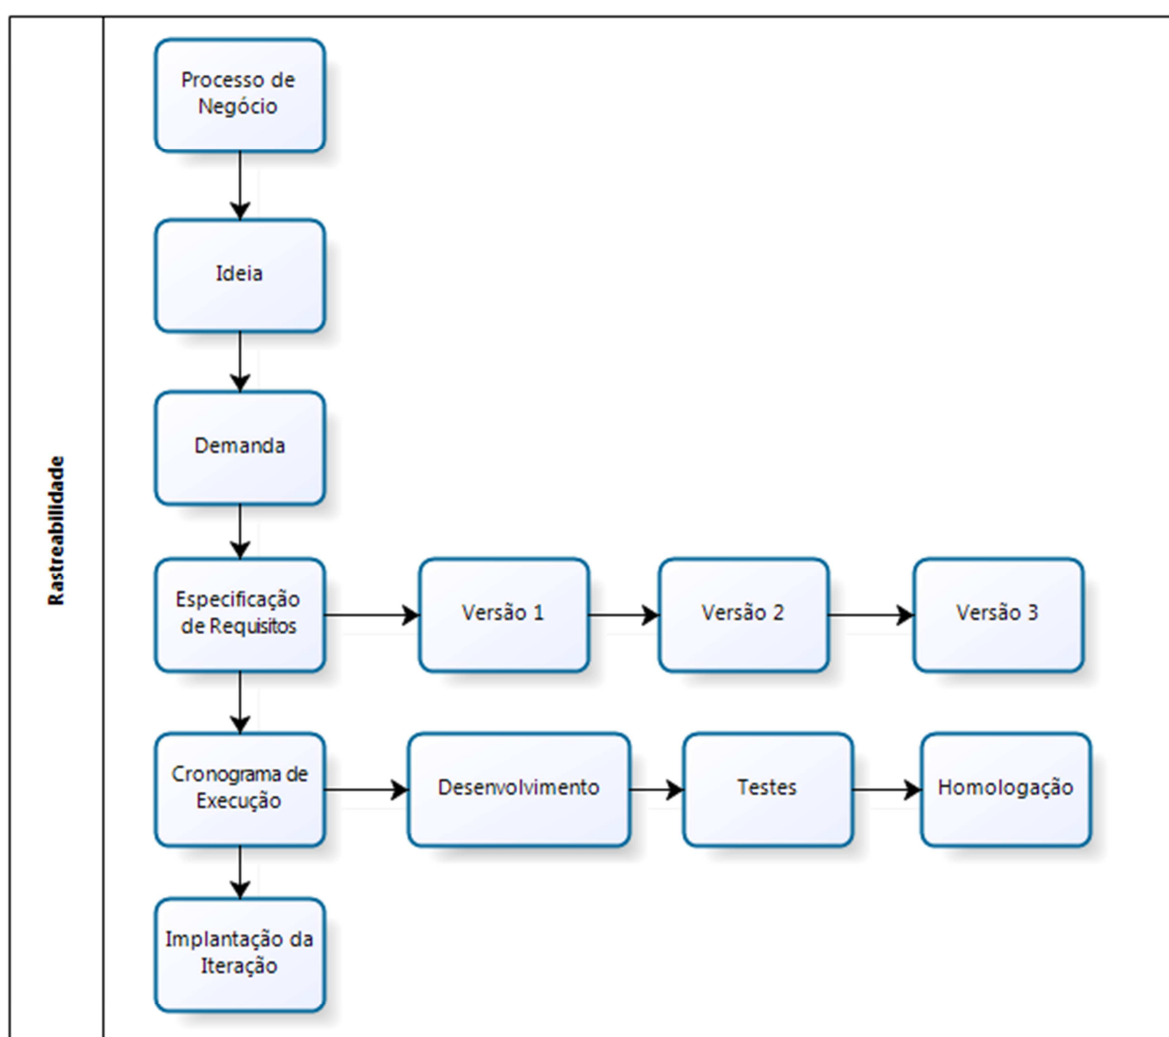 Rastreabilidade
Processo de
Negócio
Ideia
Demanda
Especificação
de Requisitos
Versão 1
Versão 2
Versão 3
Cronograma de
Execução
Desenvolvimento
Testes
Homologação
Implantação da
Iteração